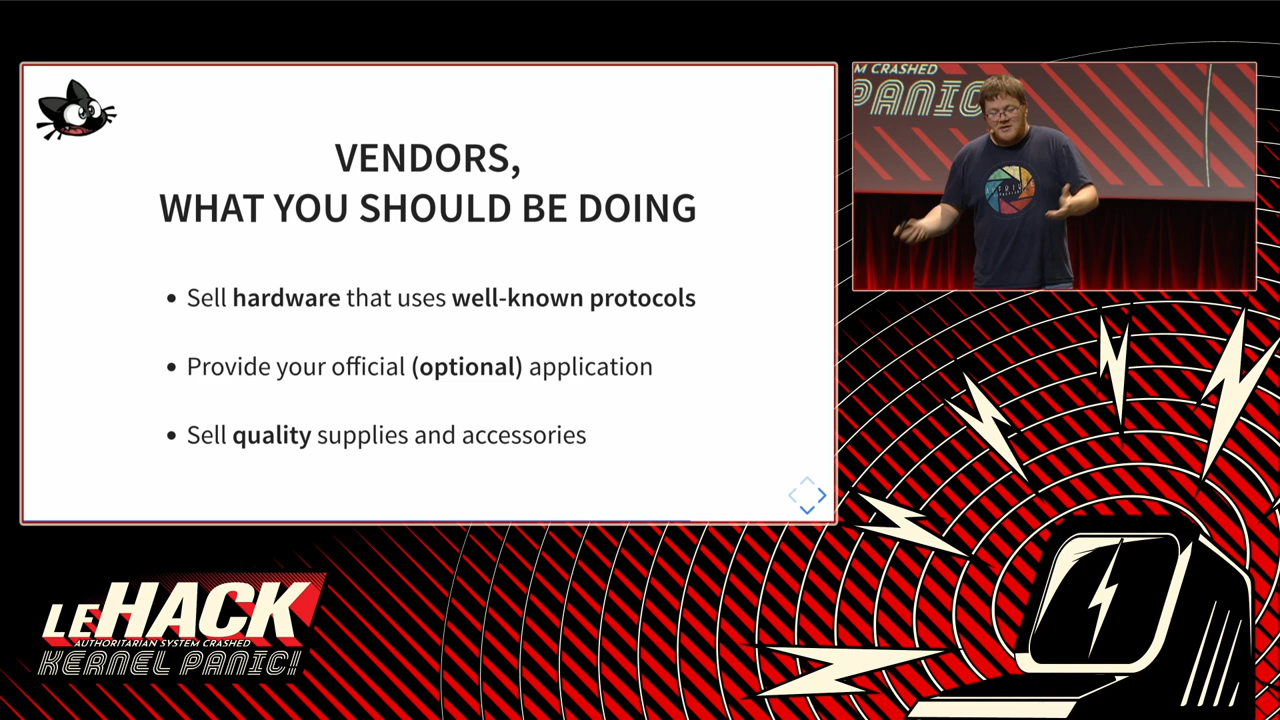 VENDORS,
WHAT YOU SHOULD BE DOING
• Sell hardware that uses well-known protocols
• Provide your official (optional) application
• Sell quality supplies and accessories
M CRASHED
PANIC
LEHACK
AUTHORITARIAN SYSTEM CRASHED
KERNEL PANIC!